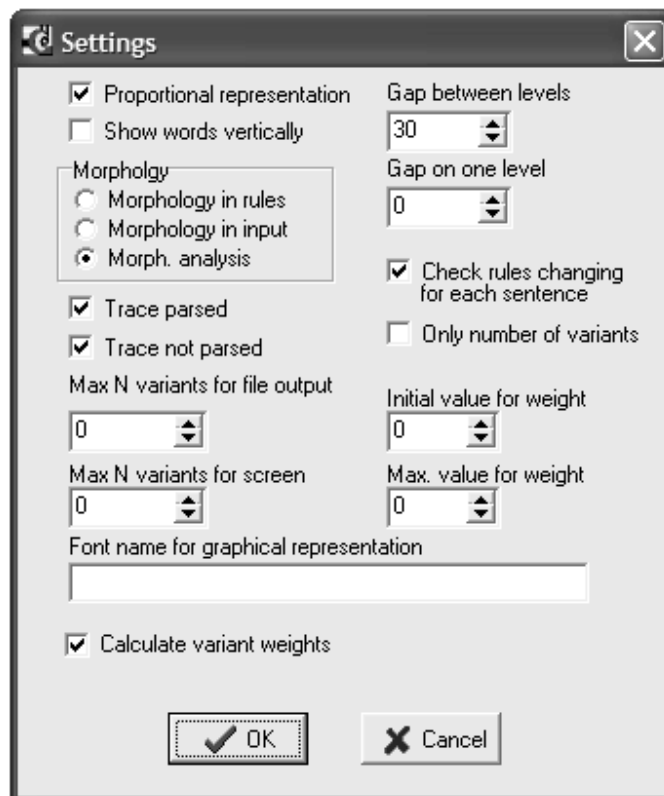 Settings
Proportional representation
Show words vertically
Morpholgy
Morphology in rules
Morphology in input
Morph. analysis
Trace parsed
Trace not parsed
Max N variants for file output
0
Max N variants for screen
0
Gap between levels
30
Gap on one level
0
Check rules changing
for each sentence
Only number of variants
Initial value for weight
0
Max. value for weight
0
Font name for graphical representation
Calculate variant weights
OK
Cancel